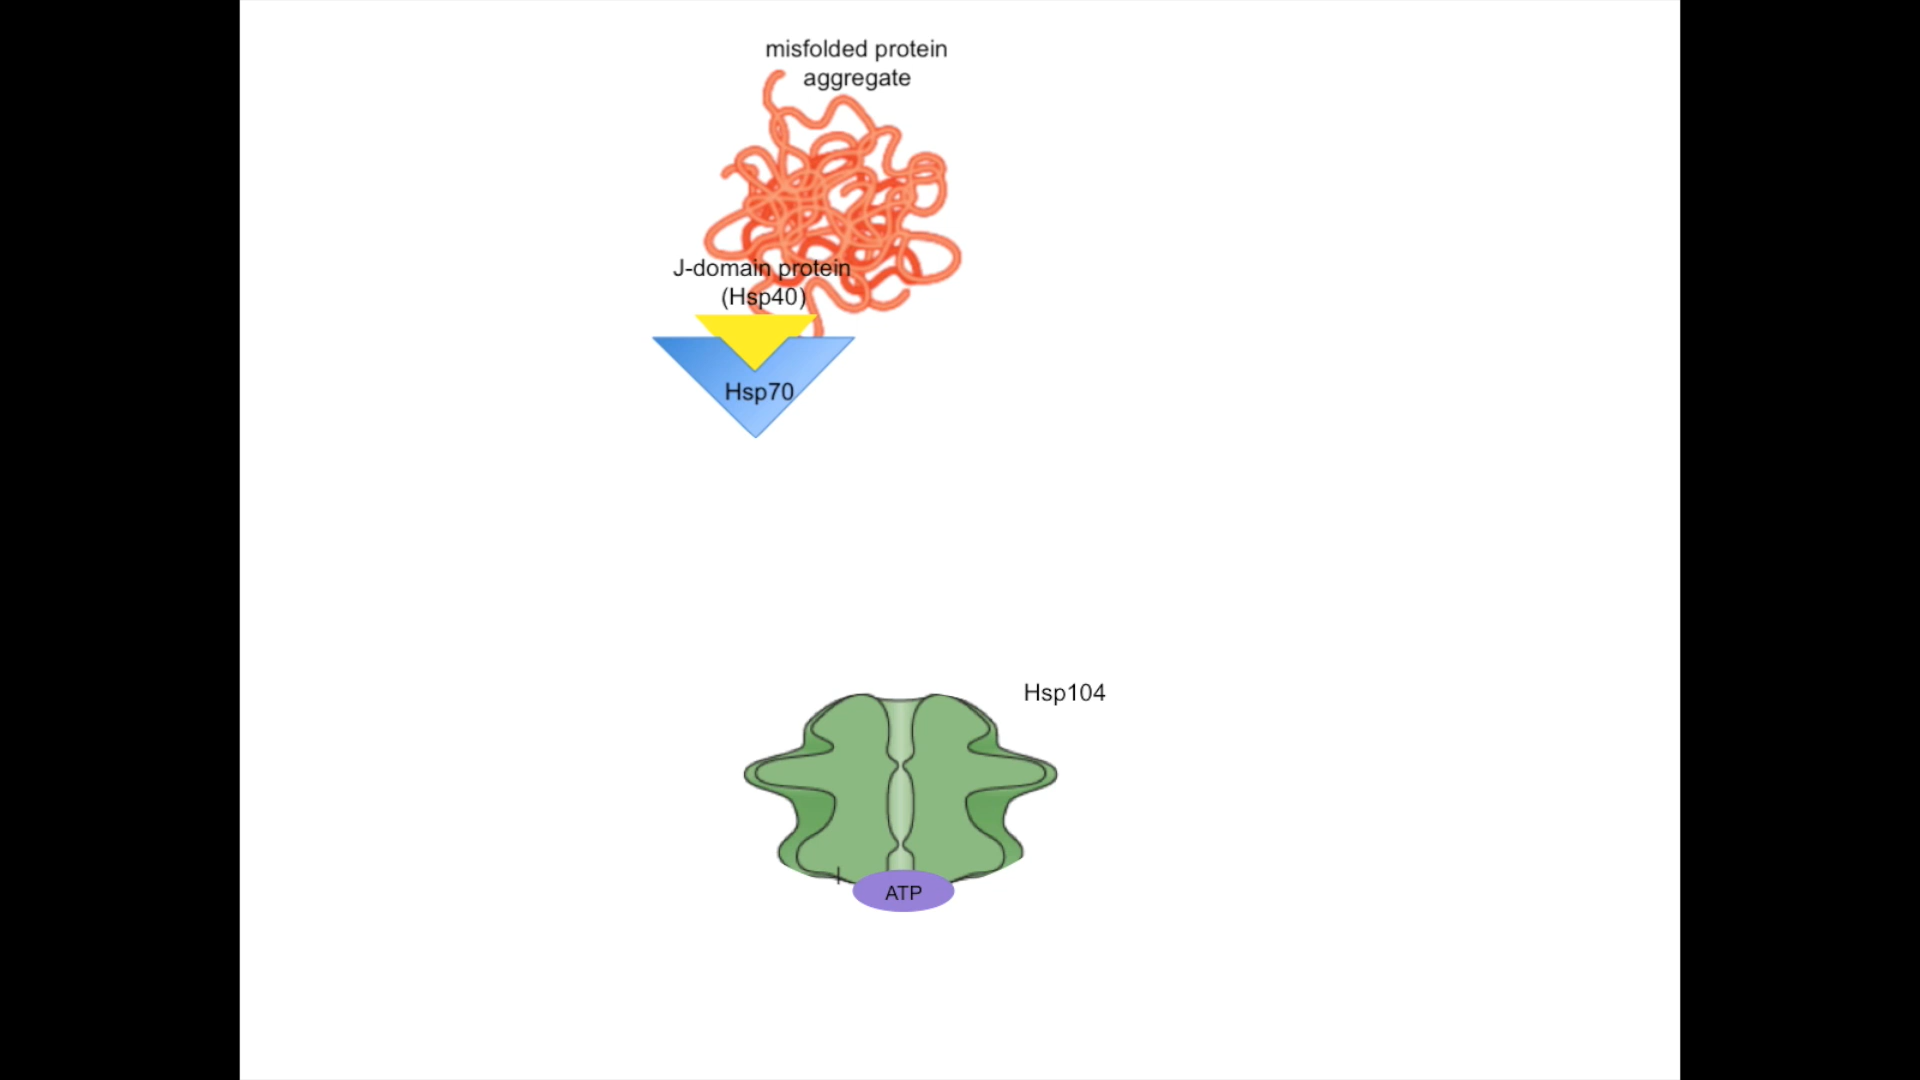 misfolded protein
aggregate
J-domain protein
(Hsp40)
Hsp70
Hsp104
ATP